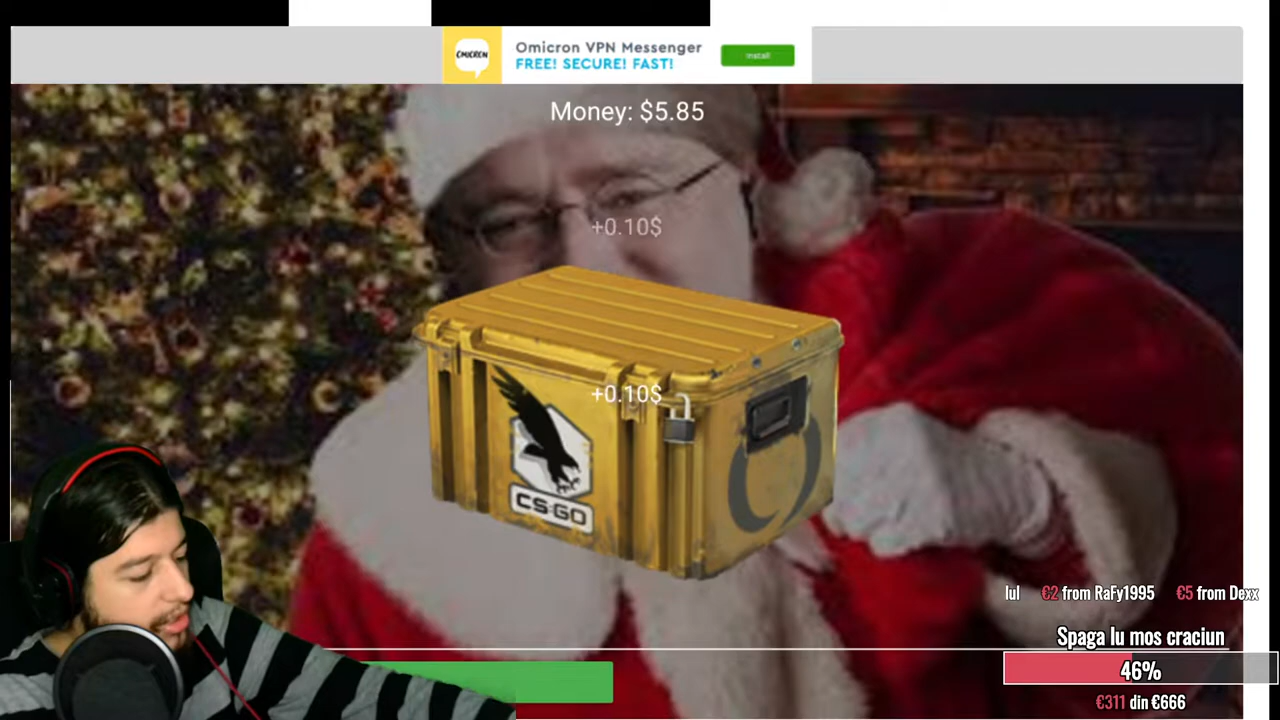 OMICRON
Omicron VPN Messenger
FREE! SECURE! FAST!
Install
Money: $5.85
+0.10$
+0.10$
CS:GO
lul €2 from RaFy1995 €5 from Dexx
Spaga lu mos craciun
46%
€311 din €666